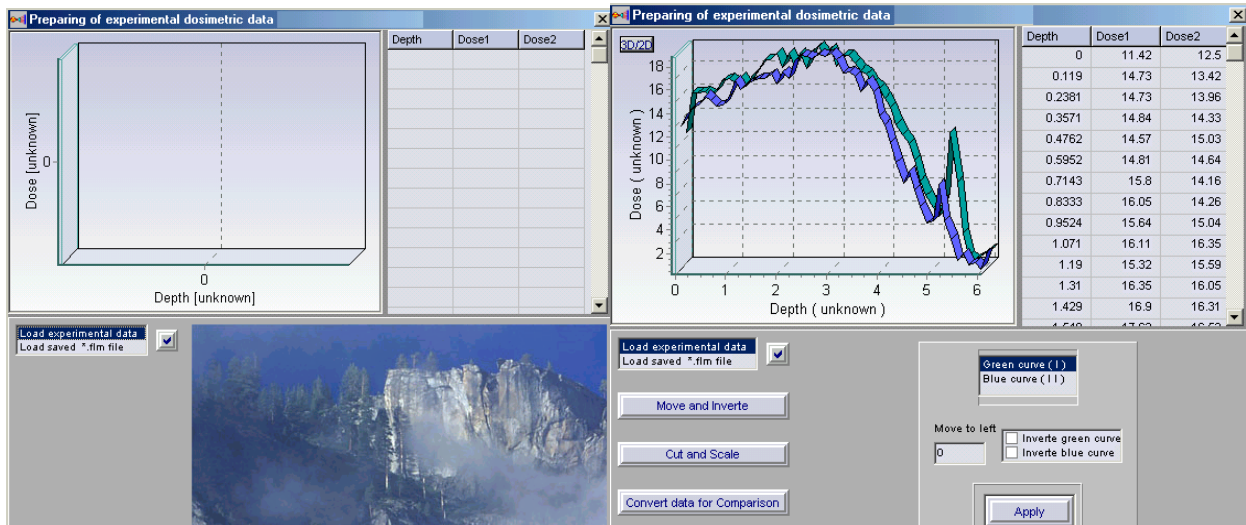 Preparing of experimental dosimetric data
Depth Dose1 Dose2
Dose [unknown]
0
0
Depth [unknown]
Load experimental data
Load saved *.flm file
Preparing of experimental dosimetric data
3D/2D
18
16
14
12
10
8
6
4
2
Dose ( unknown )
0 1 2 3 4 5 6
Depth ( unknown )
Depth Dose1 Dose2
0 11.42 12.5
0.119 14.73 13.42
0.2381 14.73 13.96
0.3571 14.84 14.33
0.4762 14.57 15.03
0.5952 14.81 14.64
0.7143 15.8 14.16
0.8333 16.05 14.26
0.9524 15.64 15.04
1.071 16.11 16.35
1.19 15.32 15.59
1.31 16.35 16.05
1.429 16.9 16.31
Load experimental data
Load saved *.flm file
Move and Inverte
Cut and Scale
Convert data for Comparison
Green curve ( I )
Blue curve ( I I )
Move to left
0
Inverte green curve
Inverte blue curve
Apply